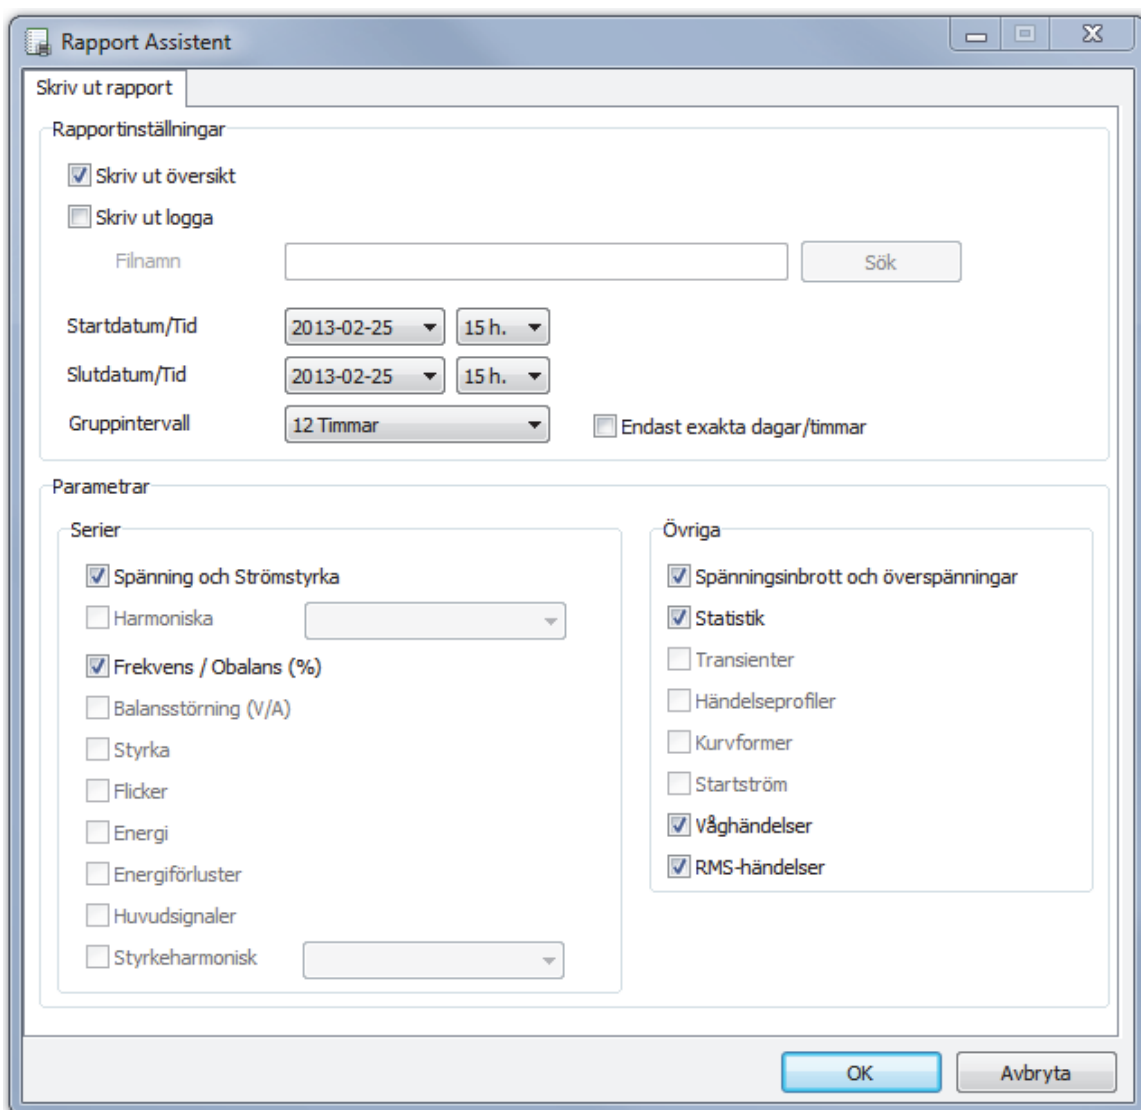 Rapport Assistent
Skriv ut rapport
Rapportinställningar
Skriv ut översikt
Skriv ut logga
Filnamn
Sök
Startdatum/Tid 2013-02-25 15 h.
Slutdatum/Tid 2013-02-25 15 h.
Gruppintervall 12 Timmar Endast exakta dagar/timmar
Parametrar
Serier
Spänning och Strömstyrka
Harmoniska
Frekvens / Obalans (%)
Balansstörning (V/A)
Styrka
Flicker
Energi
Energiförluster
Huvudsignaler
Styrkeharmonisk
Övriga
Spänningsinbrott och överspänningar
Statistik
Transienter
Händelseprofiler
Kurvformer
Startström
Våghändelser
RMS-händelser
OK Avbryta